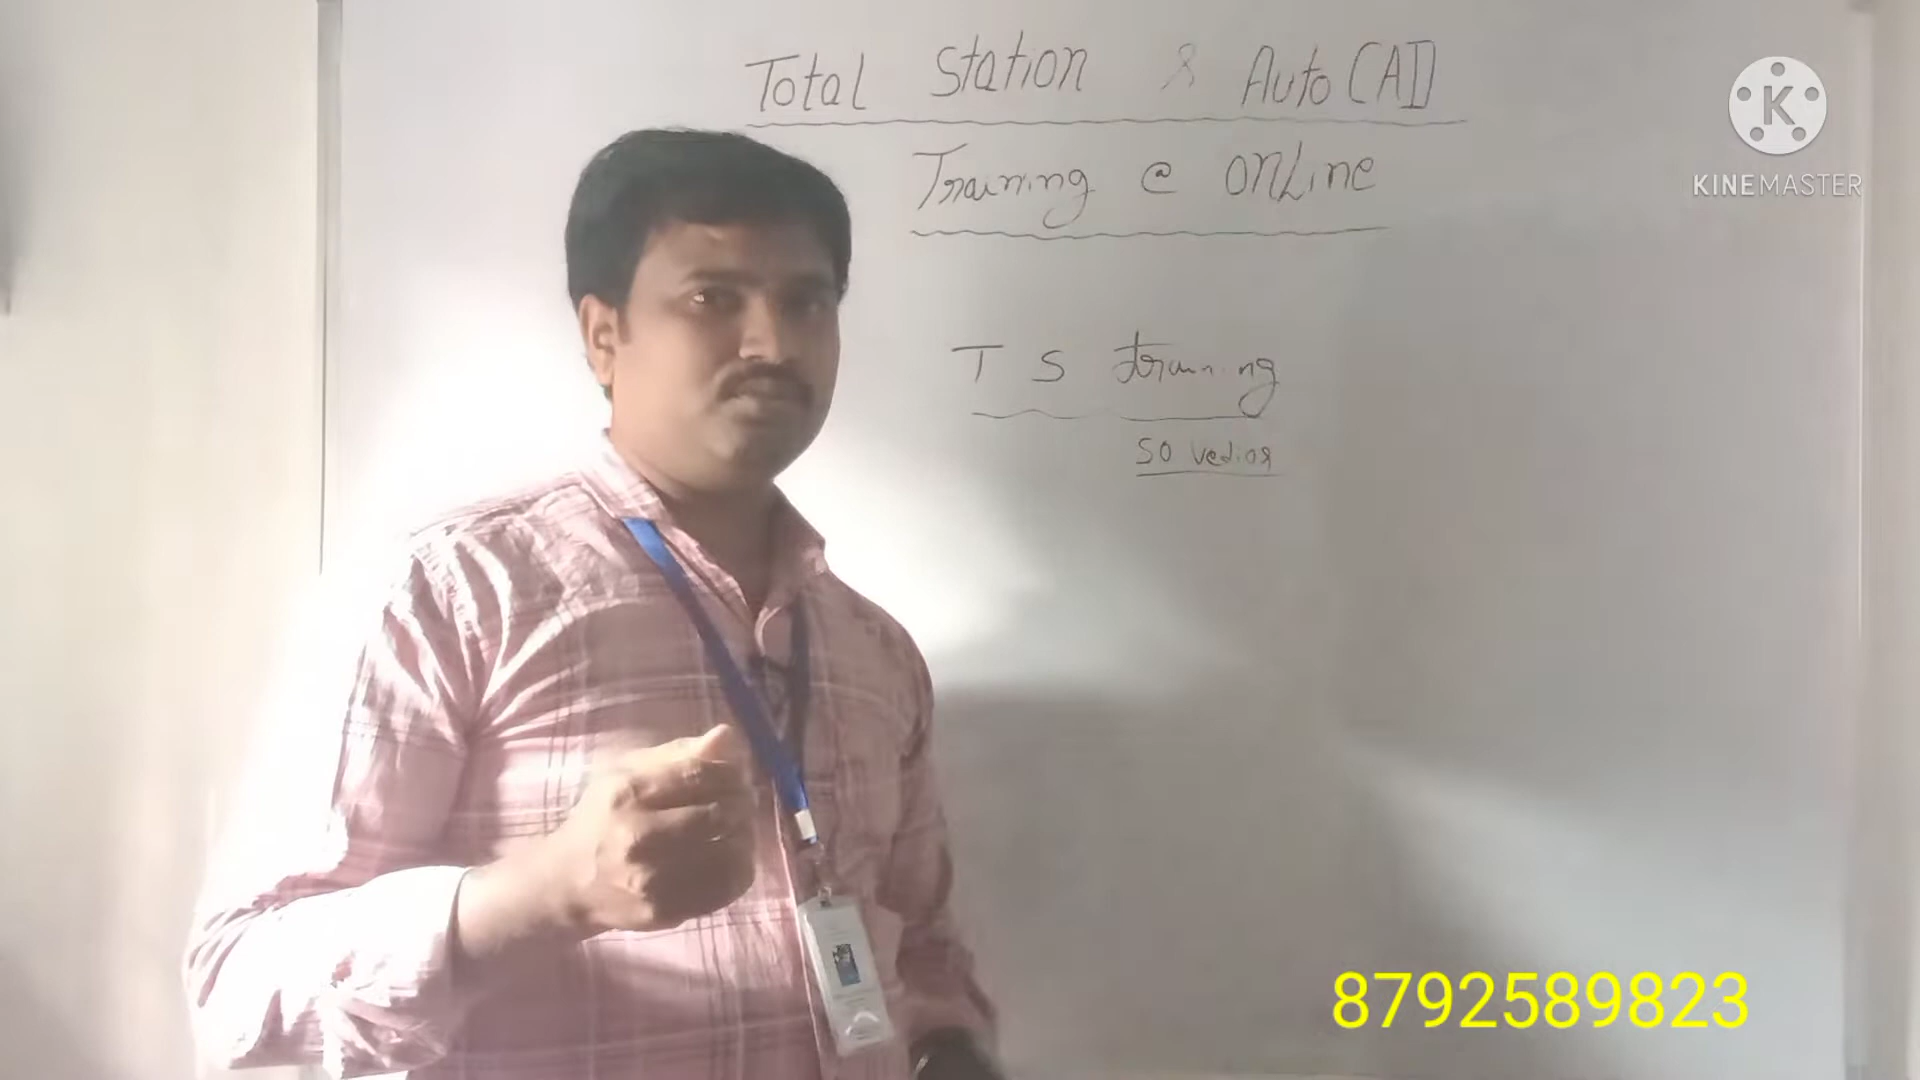 Total Station & AutoCAD
Training @ ONLine
T S training
50 vedios
KINEMASTER
8792589823